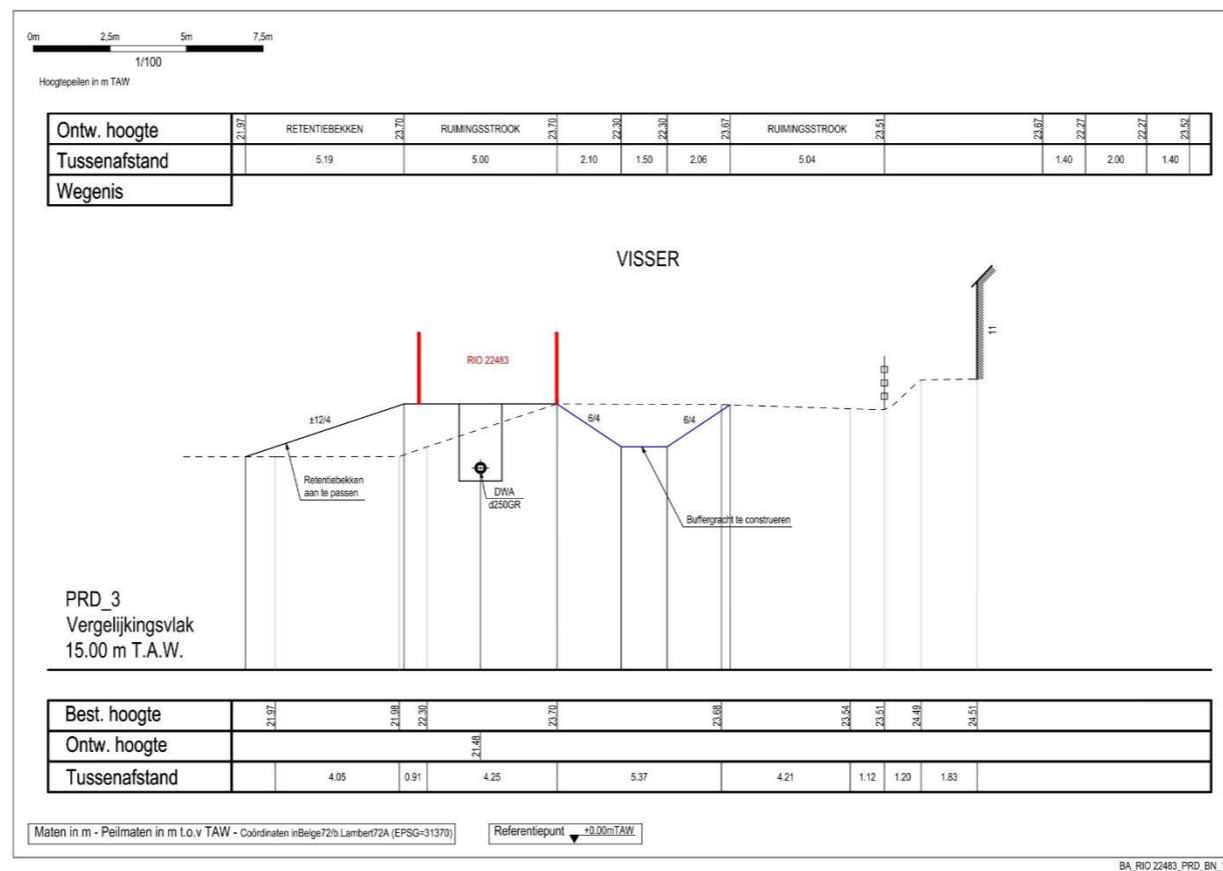 0m 2,5m 5m 7,5m
1/100
Hoogtepeilen in m TAW
Ontw. hoogte 21.97 RETENTIEBEKKEN 23.70 RUIMINGSSTROOK 23.70 22.30 22.30 23.67 RUIMINGSSTROOK 23.51 23.67 22.27 22.27 23.52
Tussenafstand 5.19 5.00 2.10 1.50 2.06 5.04 1.40 2.00 1.40
Wegenis
VISSER
11
RIO 22483
±12/4 6/4 6/4
Retentiebekken
aan te passen
DWA
d250GR
Buffergracht te construeren
PRD_3
Vergelijkingsvlak
15.00 m T.A.W.
Best. hoogte 21.97 21.98 22.30 23.70 23.68 23.54 23.51 24.49 24.51
Ontw. hoogte 21.48
Tussenafstand 4.05 0.91 4.25 5.37 4.21 1.12 1.20 1.83
Maten in m - Peilmaten in m t.o.v TAW - Coördinaten inBelge72/b.Lambert72A (EPSG=31370)
Referentiepunt +0.00mTAW
BA_RIO 22483_PRD_BN_